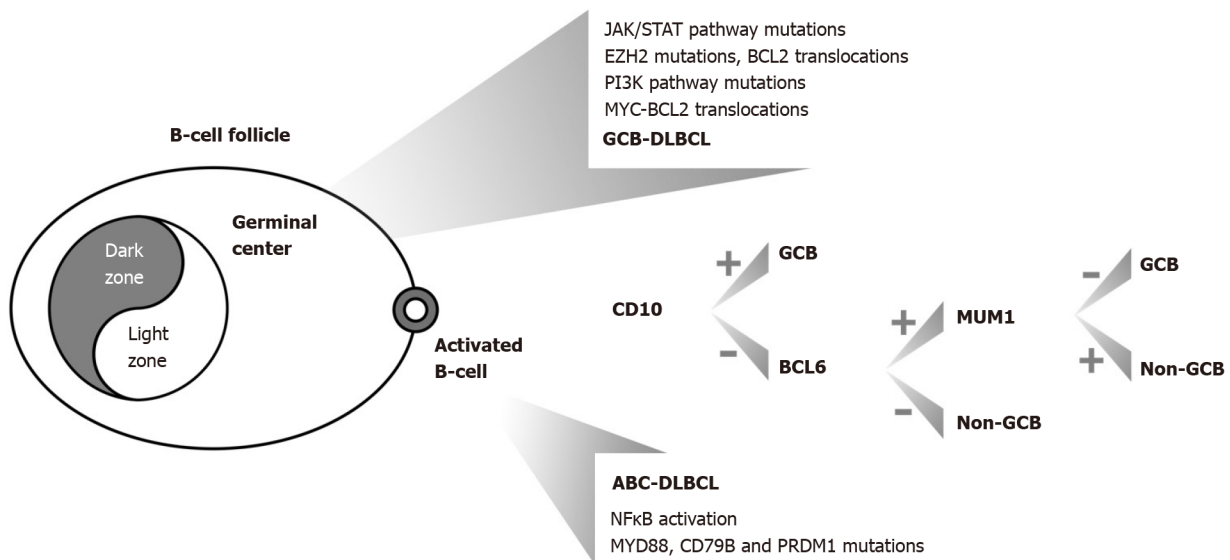 JAK/STAT pathway mutations
EZH2 mutations, BCL2 translocations
PI3K pathway mutations
MYC-BCL2 translocations
GCB-DLBCL
B-cell follicle
Germinal
center
Dark
zone
Light
zone
Activated
B-cell
CD10
+
GCB
-
BCL6
+
MUM1
-
Non-GCB
-
GCB
+
Non-GCB
ABC-DLBCL
NFκB activation
MYD88, CD79B and PRDM1 mutations